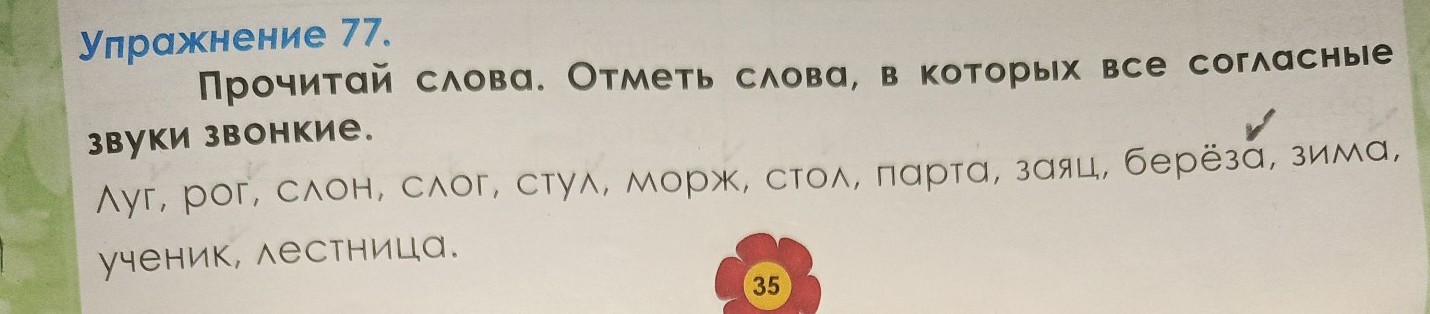 Упражнение 77.
Прочитай слова. Отметь слова, в которых все согласные
звуки звонкие.
Луг, рог, слон, слог, стул, морж, стол, парта, заяц, берёза, зима,
ученик, лестница.
35